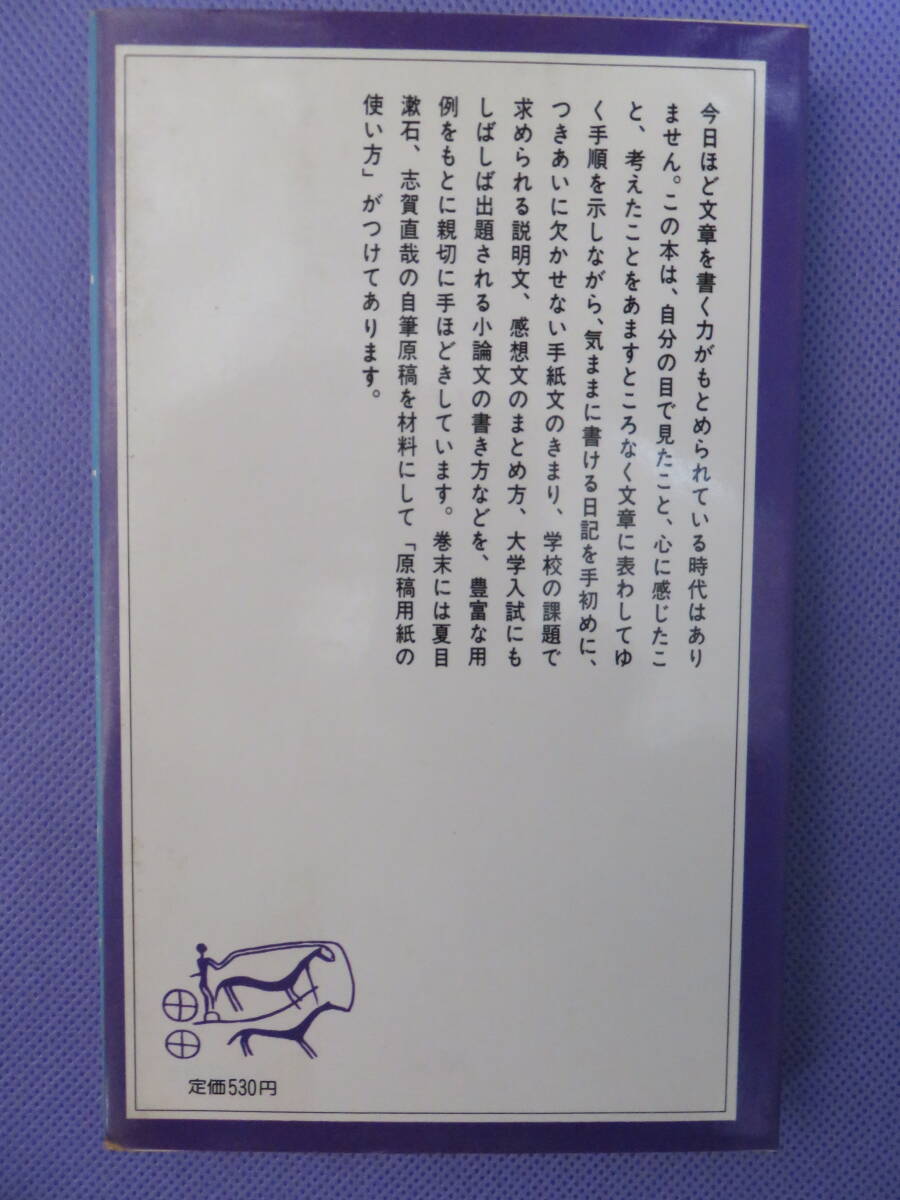 今日ほど文章を書く力がもとめられている時代はあり
ません。この本は、自分の目で見たこと、心に感じたこ
と、考えたことをあますところなく文章に表わしてゆ
く手順を示しながら、気ままに書ける日記を手初めに、
つきあいに欠かせない手紙文のきまり、学校の課題で
求められる説明文、感想文のまとめ方、大学入試にも
しばしば出題される小論文の書き方などを、豊富な用
例をもとに親切に手ほどきしています。巻末には夏目
漱石、志賀直哉の自筆原稿を材料にして「原稿用紙の
使い方」がつけてあります。
定価530円